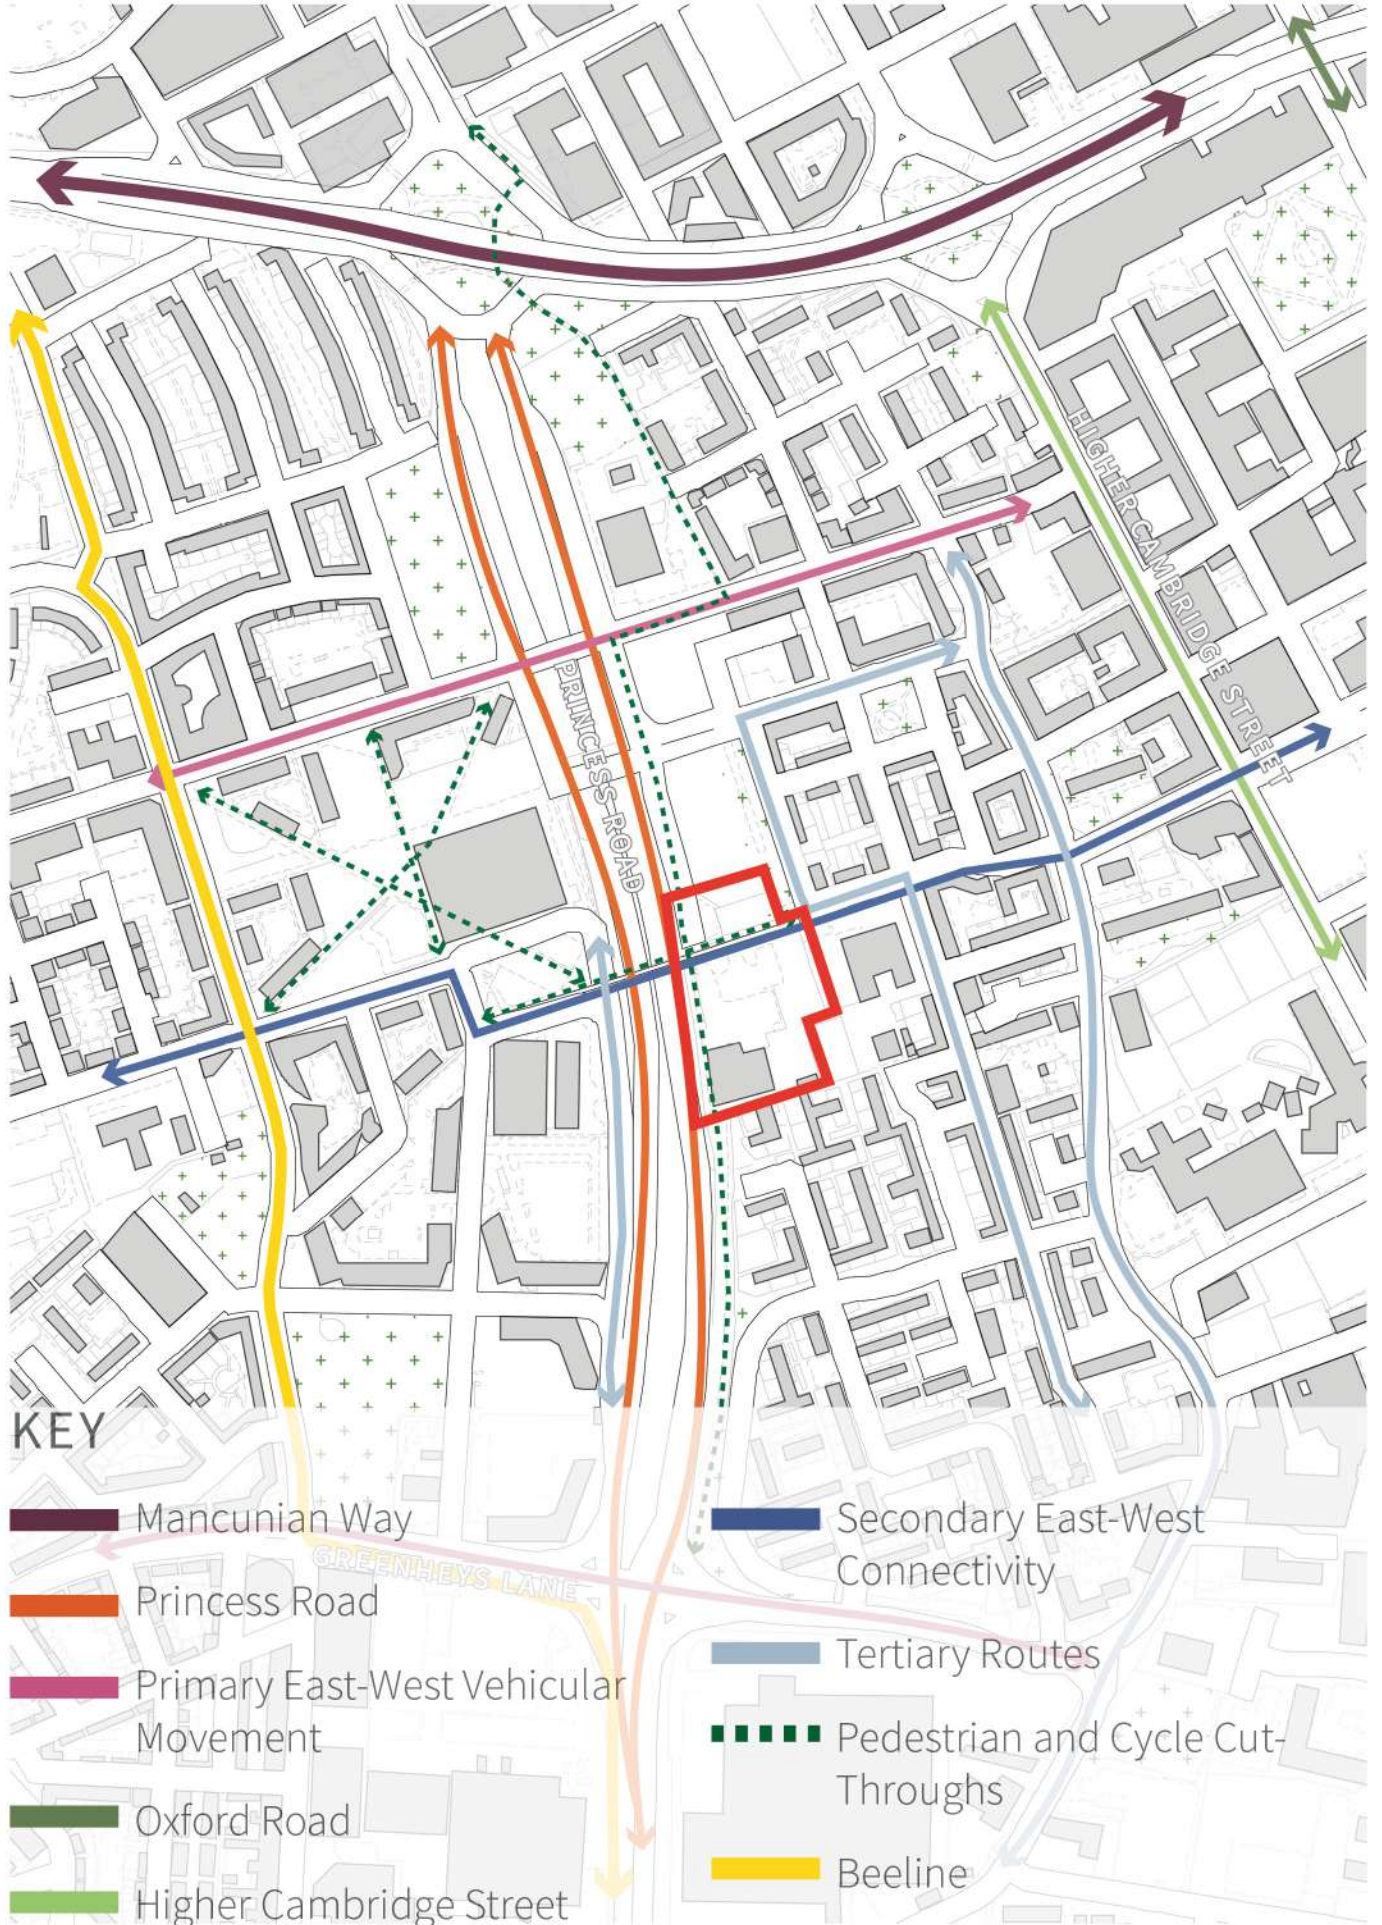 HIGHER CAMBRIDGE STREET
PRINCESS ROAD
KEY
GREENHEYS LANE
Mancunian Way
Princess Road
Primary East-West Vehicular
Movement
Oxford Road
Higher Cambridge Street
Secondary East-West
Connectivity
Tertiary Routes
Pedestrian and Cycle Cut-
Throughs
Beeline